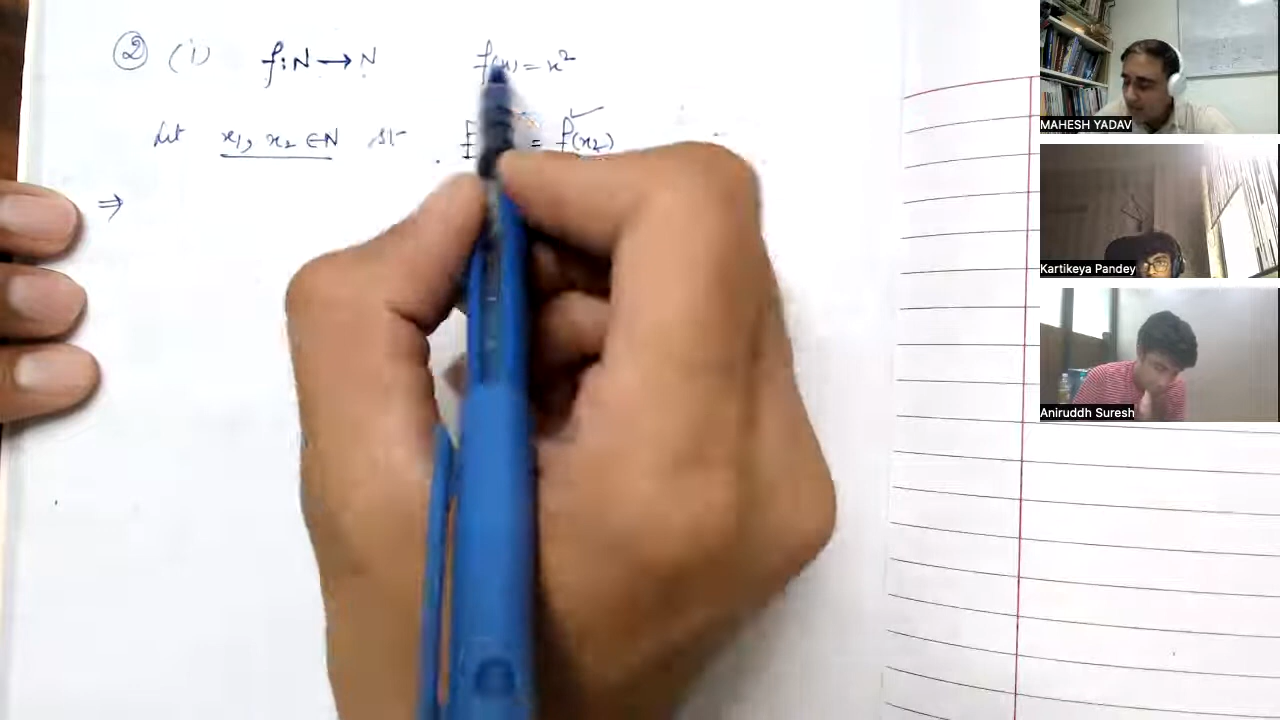 ② (i) f: N → N f(x) = x²
Let x₁, x₂ ∈ N st = f(x₂)
⇒
MAHESH YADAV
Kartikeya Pandey
Aniruddh Suresh